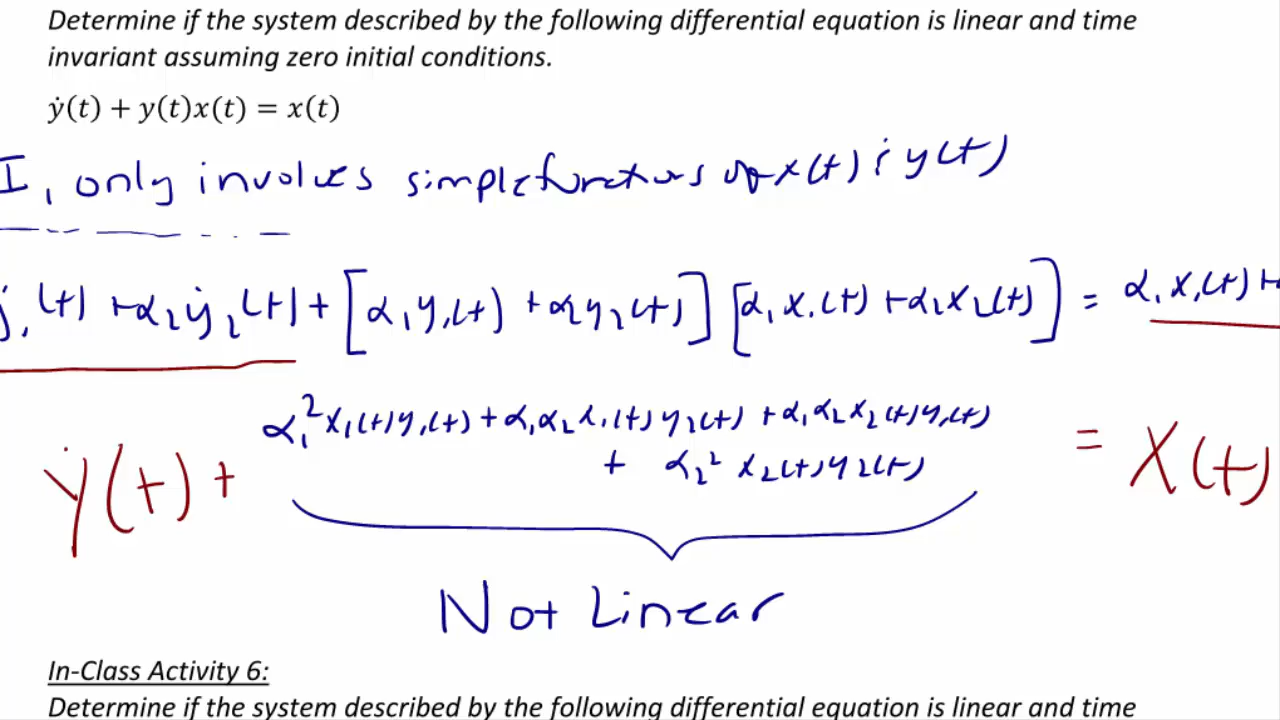 Determine if the system described by the following differential equation is linear and time
invariant assuming zero initial conditions.
ẏ(t) + y(t)x(t) = x(t)
I, only involves simple functions of x(t) & y(t)
ẏ₁(t) + α₂ẏ₂(t) + [α₁y₁(t) + α₂y₂(t)] [α₁x₁(t) + α₂x₂(t)] = α₁x₁(t) +
α₁²x₁(t)y₁(t) + α₁α₂x₁(t)y₂(t) + α₁α₂x₂(t)y₁(t)
+ α₂²x₂(t)y₂(t)
Ẏ(t) + = X(t)
Not Linear
In-Class Activity 6:
Determine if the system described by the following differential equation is linear and time